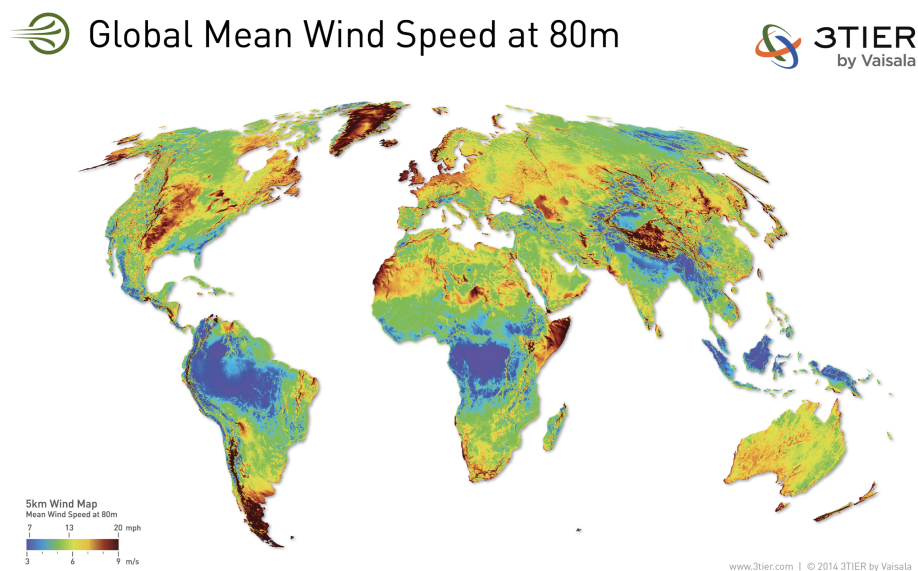 Global Mean Wind Speed at 80m
3TIER
by Vaisala
5km Wind Map
Mean Wind Speed at 80m
7 13 20 mph
3 6 9 m/s
www.3tier.com | © 2014 3TIER by Vaisala